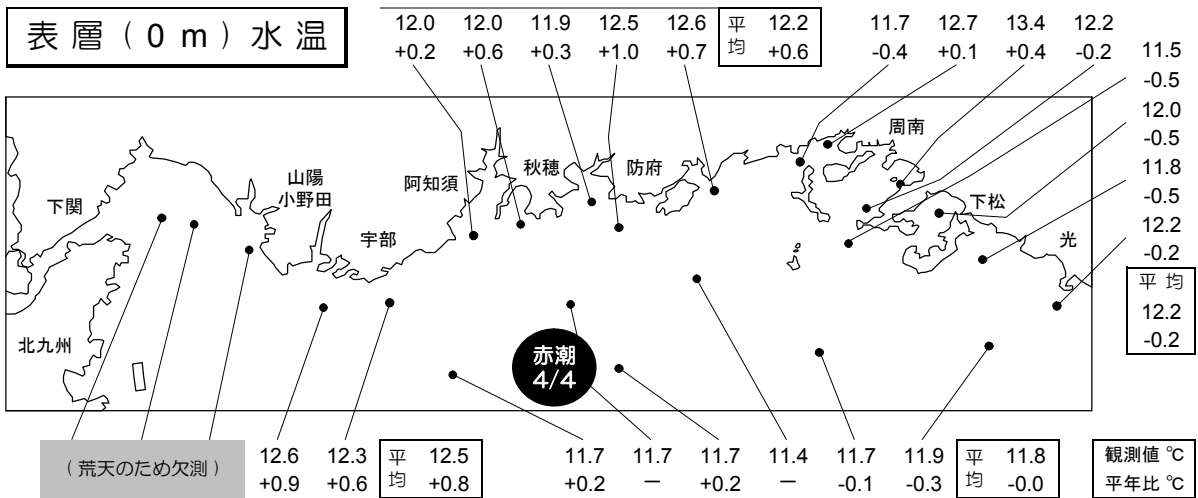 表層(0m)水温
12.0 12.0 11.9 12.5 12.6 平均 12.2
+0.2 +0.6 +0.3 +1.0 +0.7 +0.6
11.7 12.7 13.4 12.2
-0.4 +0.1 +0.4 -0.2
11.5
-0.5
12.0
-0.5
11.8
-0.5
12.2
-0.2
平均
12.2
-0.2
周南
秋穂
防府
山陽
小野田
阿知須
下関
下松
宇部
光
北九州
赤潮
4/4
(荒天のため欠測)
12.6 12.3 平均 12.5
+0.9 +0.6 +0.8
11.7 11.7 11.7 11.4 11.7 11.9 平均 11.8
+0.2 － +0.2 － -0.1 -0.3 -0.0
観測値 ℃
平年比 ℃